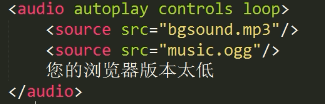 <audio autoplay controls loop>
<source src="bgsound.mp3"/>
<source src="music.ogg"/>
您的浏览器版本太低
</audio>